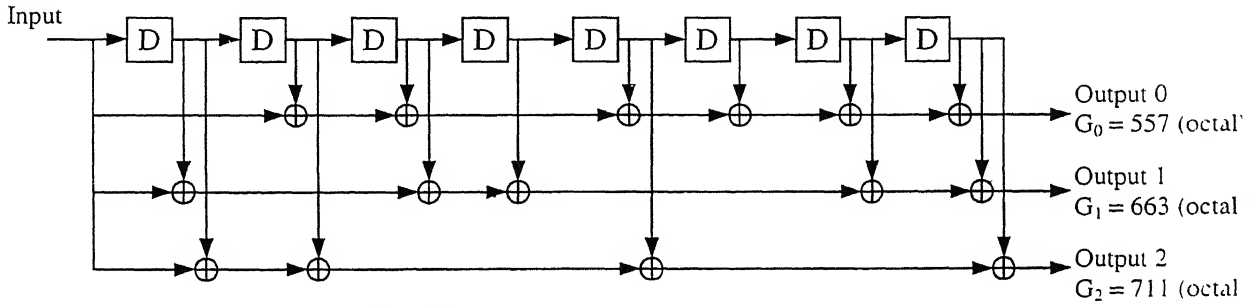 Input
D D D D D D D D
Output 0
G₀ = 557 (octal)
Output 1
G₁ = 663 (octal
Output 2
G₂ = 711 (octal